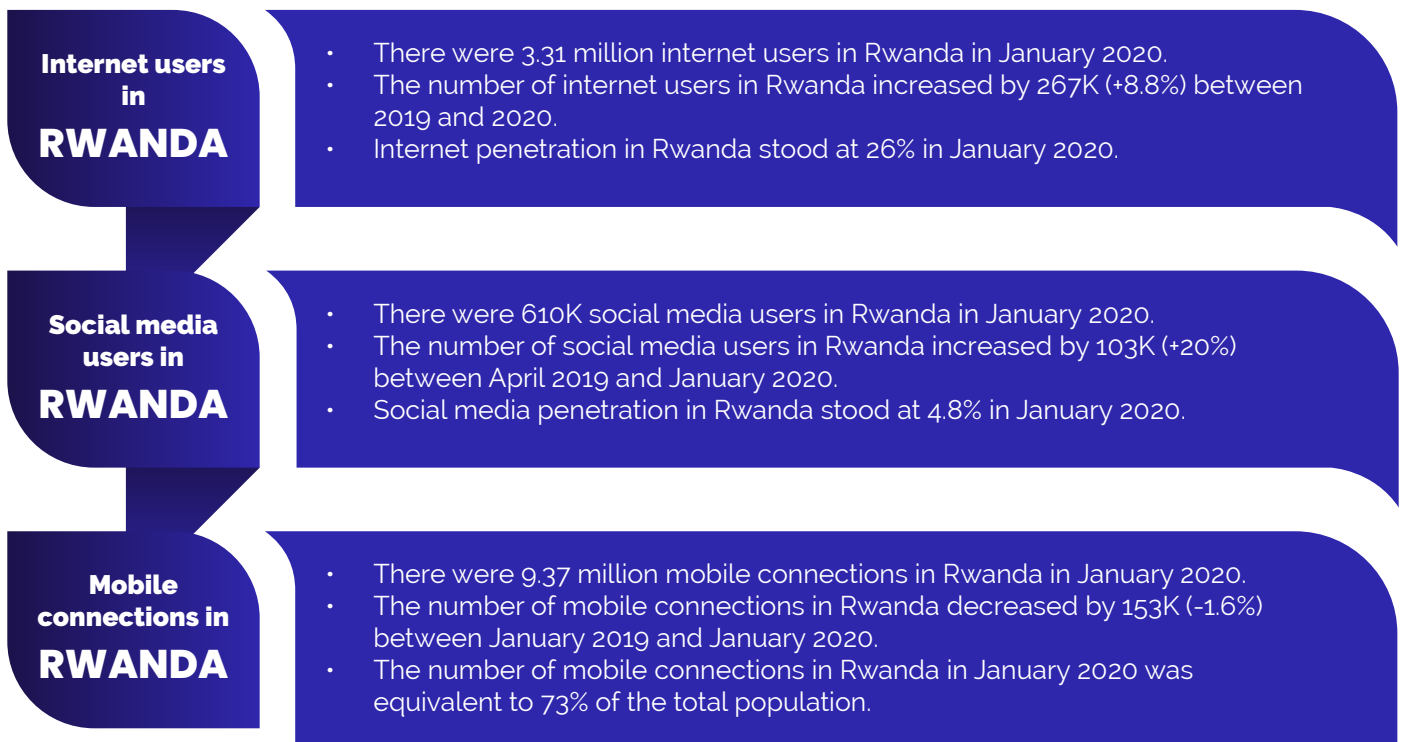 Internet users
in
RWANDA
• There were 3.31 million internet users in Rwanda in January 2020.
• The number of internet users in Rwanda increased by 267K (+8.8%) between
2019 and 2020.
• Internet penetration in Rwanda stood at 26% in January 2020.
Social media
users in
RWANDA
• There were 610K social media users in Rwanda in January 2020.
• The number of social media users in Rwanda increased by 103K (+20%)
between April 2019 and January 2020.
• Social media penetration in Rwanda stood at 4.8% in January 2020.
Mobile
connections in
RWANDA
• There were 9.37 million mobile connections in Rwanda in January 2020.
• The number of mobile connections in Rwanda decreased by 153K (-1.6%)
between January 2019 and January 2020.
• The number of mobile connections in Rwanda in January 2020 was
equivalent to 73% of the total population.